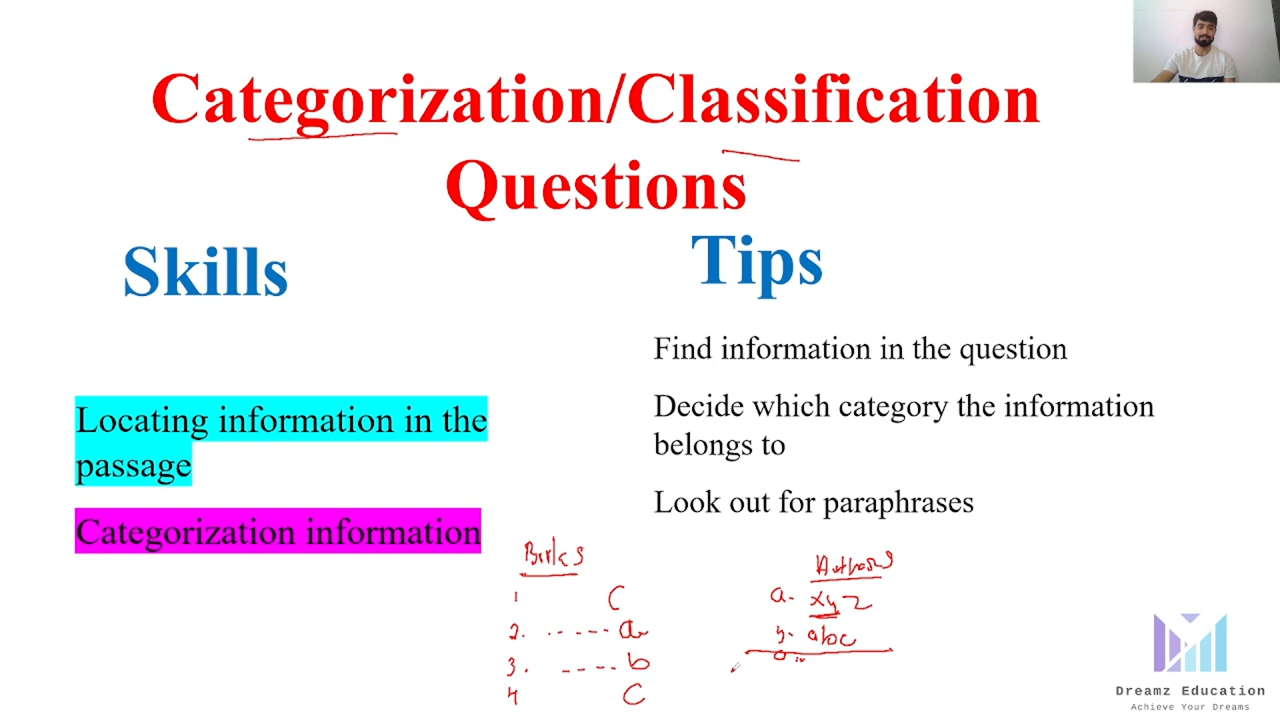 Categorization/Classification
Questions
Skills
Tips
Locating information in the
passage
Categorization information
Find information in the question
Decide which category the information
belongs to
Look out for paraphrases
Books
1 C
2. ..---- a
3. ---- b
4 C
Authors
a. xyz
b. abc
Dreamz Education
Achieve Your Dreams